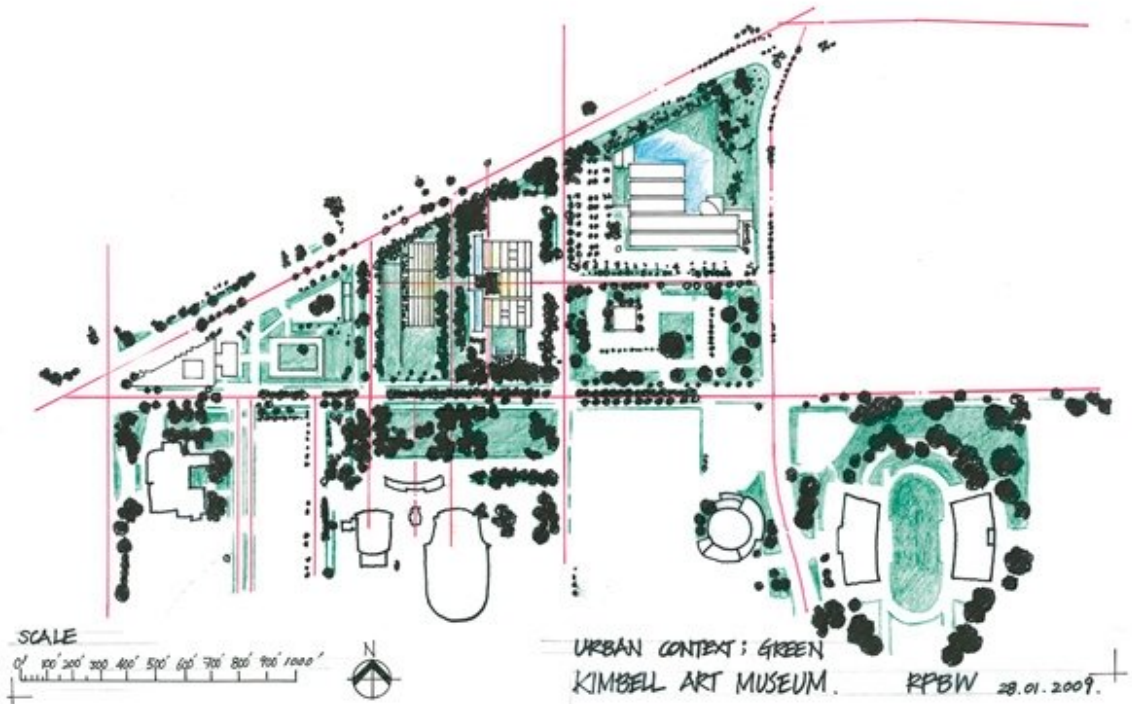 SCALE
0' 100' 200' 300 400' 500' 600' 700' 800' 900' 1000'
N
URBAN CONTEXT; GREEN
KIMBELL ART MUSEUM. RPBW 28.01.2009.